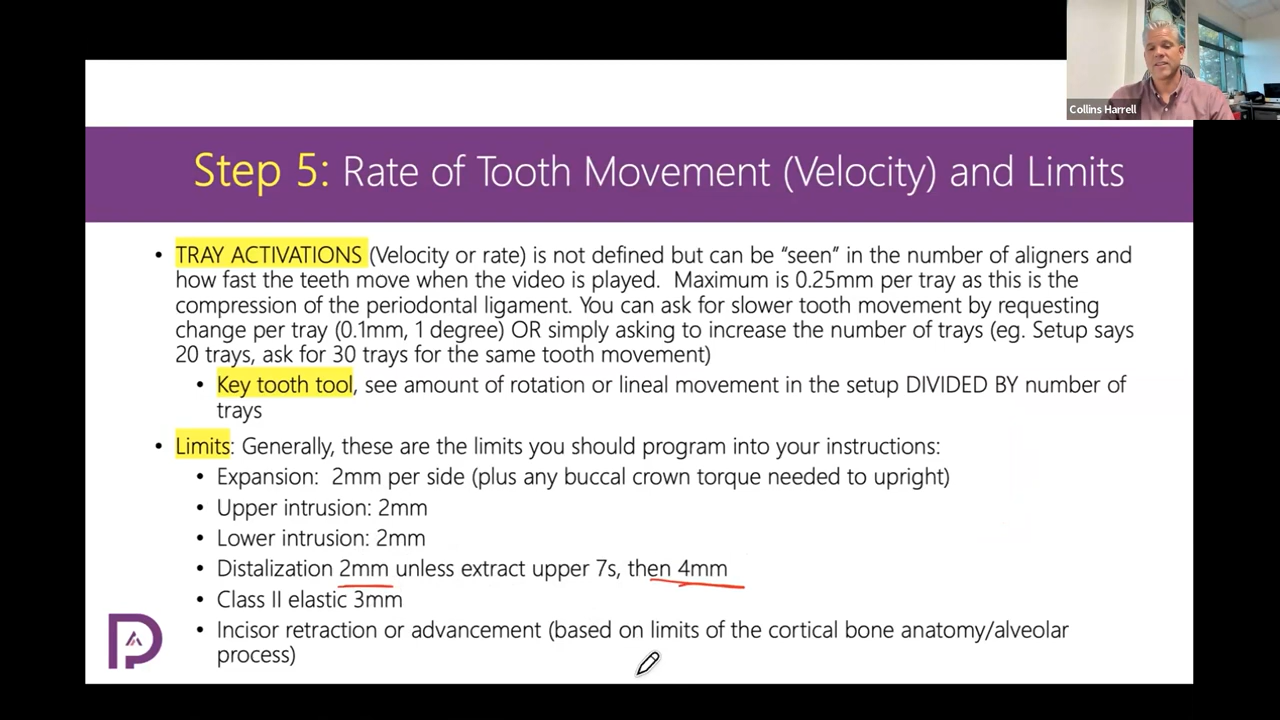 Collins Harrell
Step 5: Rate of Tooth Movement (Velocity) and Limits
• TRAY ACTIVATIONS (Velocity or rate) is not defined but can be “seen” in the number of aligners and
how fast the teeth move when the video is played. Maximum is 0.25mm per tray as this is the
compression of the periodontal ligament. You can ask for slower tooth movement by requesting
change per tray (0.1mm, 1 degree) OR simply asking to increase the number of trays (eg. Setup says
20 trays, ask for 30 trays for the same tooth movement)
• Key tooth tool, see amount of rotation or lineal movement in the setup DIVIDED BY number of
trays
• Limits: Generally, these are the limits you should program into your instructions:
• Expansion: 2mm per side (plus any buccal crown torque needed to upright)
• Upper intrusion: 2mm
• Lower intrusion: 2mm
• Distalization 2mm unless extract upper 7s, then 4mm
• Class II elastic 3mm
• Incisor retraction or advancement (based on limits of the cortical bone anatomy/alveolar
process)